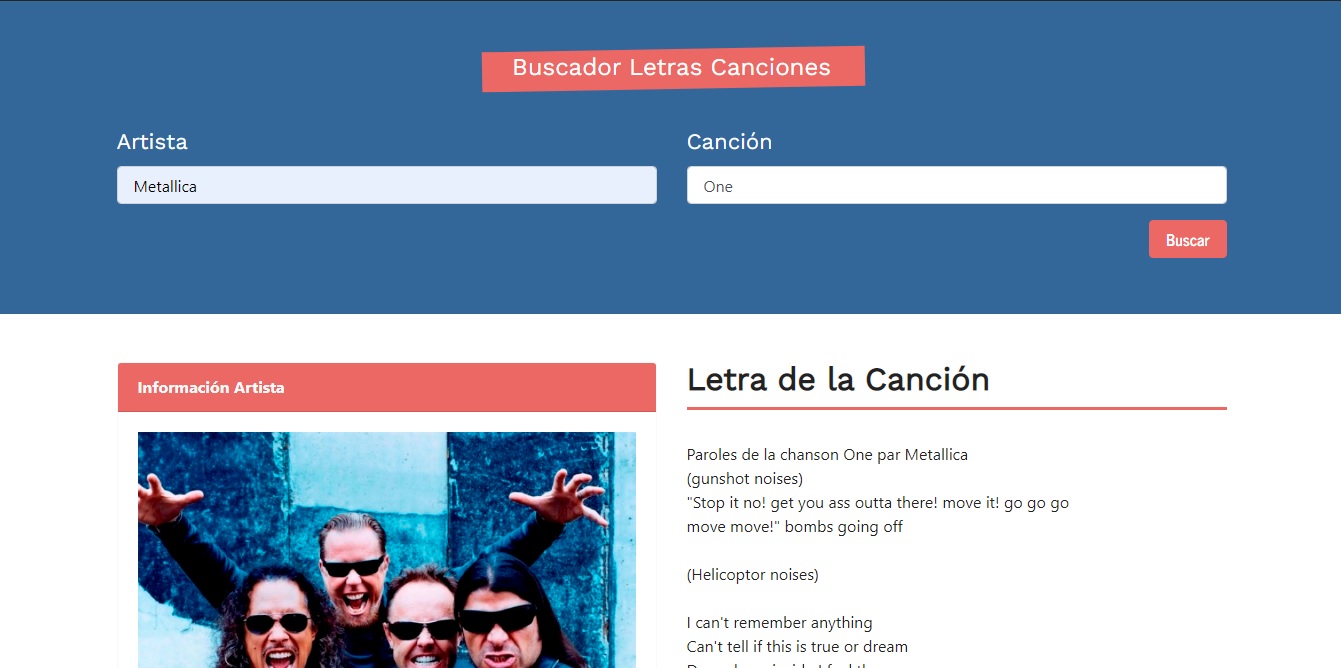 Buscador Letras Canciones
Artista
Canción
Metallica
One
Buscar
Información Artista
Letra de la Canción
Paroles de la chanson One par Metallica
(gunshot noises)
"Stop it no! get you ass outta there! move it! go go go
move move!" bombs going off
(Helicoptor noises)
I can't remember anything
Can't tell if this is true or dream